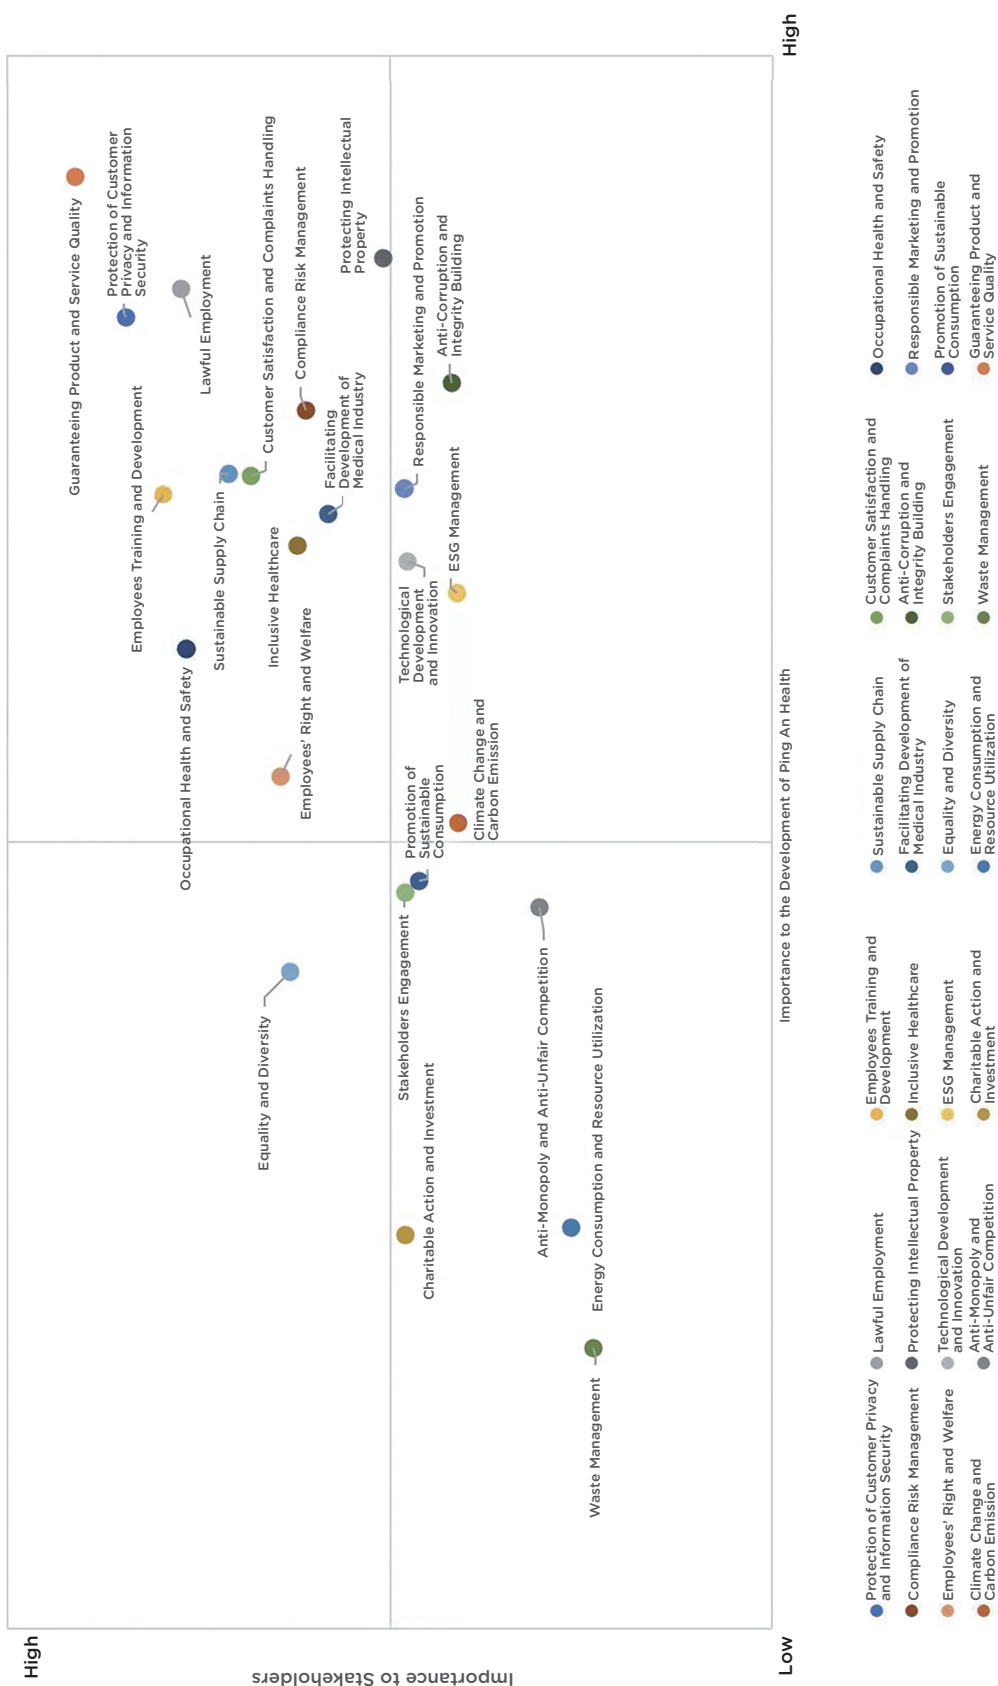 High
Importance to Stakeholders
Low
Importance to the Development of Ping An Health
High
Guaranteeing Product and Service Quality
Protection of Customer
Privacy and Information
Security
Employees Training and Development
Lawful Employment
Occupational Health and Safety
Sustainable Supply Chain
Customer Satisfaction and Complaints Handling
Equality and Diversity
Inclusive Healthcare
Employees' Right and Welfare
Compliance Risk Management
Facilitating
Development of
Medical Industry
Protecting Intellectual
Property
Stakeholders Engagement
Charitable Action and Investment
Promotion of
Sustainable
Consumption
Technological
Development
and Innovation
Responsible Marketing and Promotion
Anti-Corruption and
Integrity Building
ESG Management
Climate Change and
Carbon Emission
Anti-Monopoly and Anti-Unfair Competition
Energy Consumption and Resource Utilization
Waste Management
Protection of Customer Privacy
and Information Security
Lawful Employment
Employees Training and
Development
Sustainable Supply Chain
Customer Satisfaction and
Complaints Handling
Occupational Health and Safety
Compliance Risk Management
Protecting Intellectual Property
Inclusive Healthcare
Facilitating Development of
Medical Industry
Anti-Corruption and
Integrity Building
Responsible Marketing and Promotion
Employees' Right and Welfare
Technological Development
and Innovation
ESG Management
Equality and Diversity
Stakeholders Engagement
Promotion of Sustainable
Consumption
Climate Change and
Carbon Emission
Anti-Monopoly and
Anti-Unfair Competition
Charitable Action and
Investment
Energy Consumption and
Resource Utilization
Waste Management
Guaranteeing Product and
Service Quality